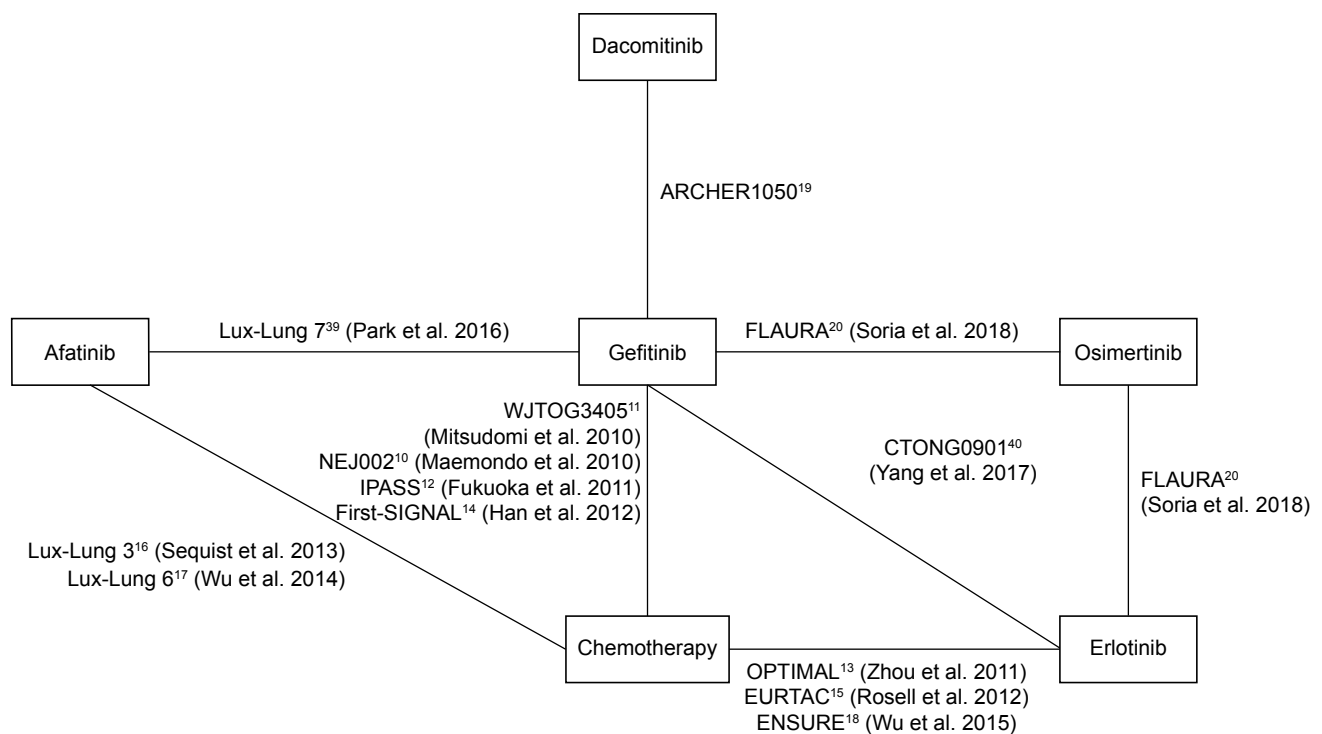 Dacomitinib
ARCHER1050¹⁹
Lux-Lung 7³⁹ (Park et al. 2016)
FLAURA²⁰ (Soria et al. 2018)
Afatinib
Gefitinib
Osimertinib
WJTOG3405¹¹
(Mitsudomi et al. 2010)
NEJ002¹⁰ (Maemondo et al. 2010)
IPASS¹² (Fukuoka et al. 2011)
First-SIGNAL¹⁴ (Han et al. 2012)
CTONG0901⁴⁰
(Yang et al. 2017)
FLAURA²⁰
(Soria et al. 2018)
Lux-Lung 3¹⁶ (Sequist et al. 2013)
Lux-Lung 6¹⁷ (Wu et al. 2014)
Chemotherapy
Erlotinib
OPTIMAL¹³ (Zhou et al. 2011)
EURTAC¹⁵ (Rosell et al. 2012)
ENSURE¹⁸ (Wu et al. 2015)